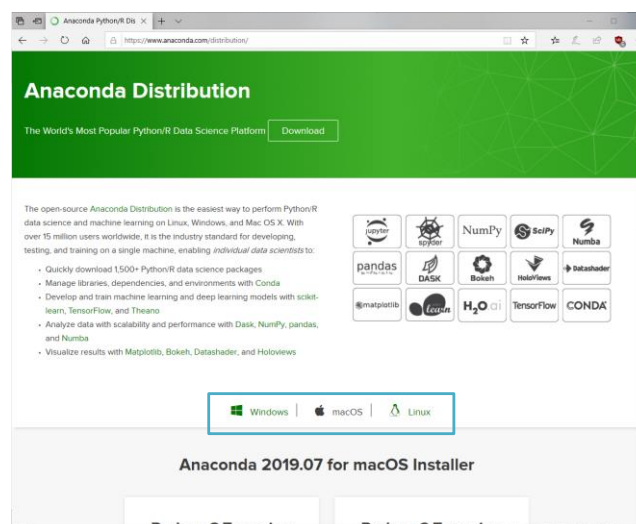 Anaconda Python/R Dis
https://www.anaconda.com/distribution/
Anaconda Distribution
The World's Most Popular Python/R Data Science Platform Download
The open-source Anaconda Distribution is the easiest way to perform Python/R
data science and machine learning on Linux, Windows, and Mac OS X. With
over 15 million users worldwide, it is the industry standard for developing,
testing, and training on a single machine, enabling individual data scientists to:
• Quickly download 1,500+ Python/R data science packages
• Manage libraries, dependencies, and environments with Conda
• Develop and train machine learning and deep learning models with scikit-
learn, TensorFlow, and Theano
• Analyze data with scalability and performance with Dask, NumPy, pandas,
and Numba
• Visualize results with Matplotlib, Bokeh, Datashader, and Holoviews
jupyter spyder NumPy SciPy Numba
pandas DASK Bokeh HoloViews Datashader
matplotlib learn H2O.ai TensorFlow CONDA
Windows | macOS | Linux
Anaconda 2019.07 for macOS Installer